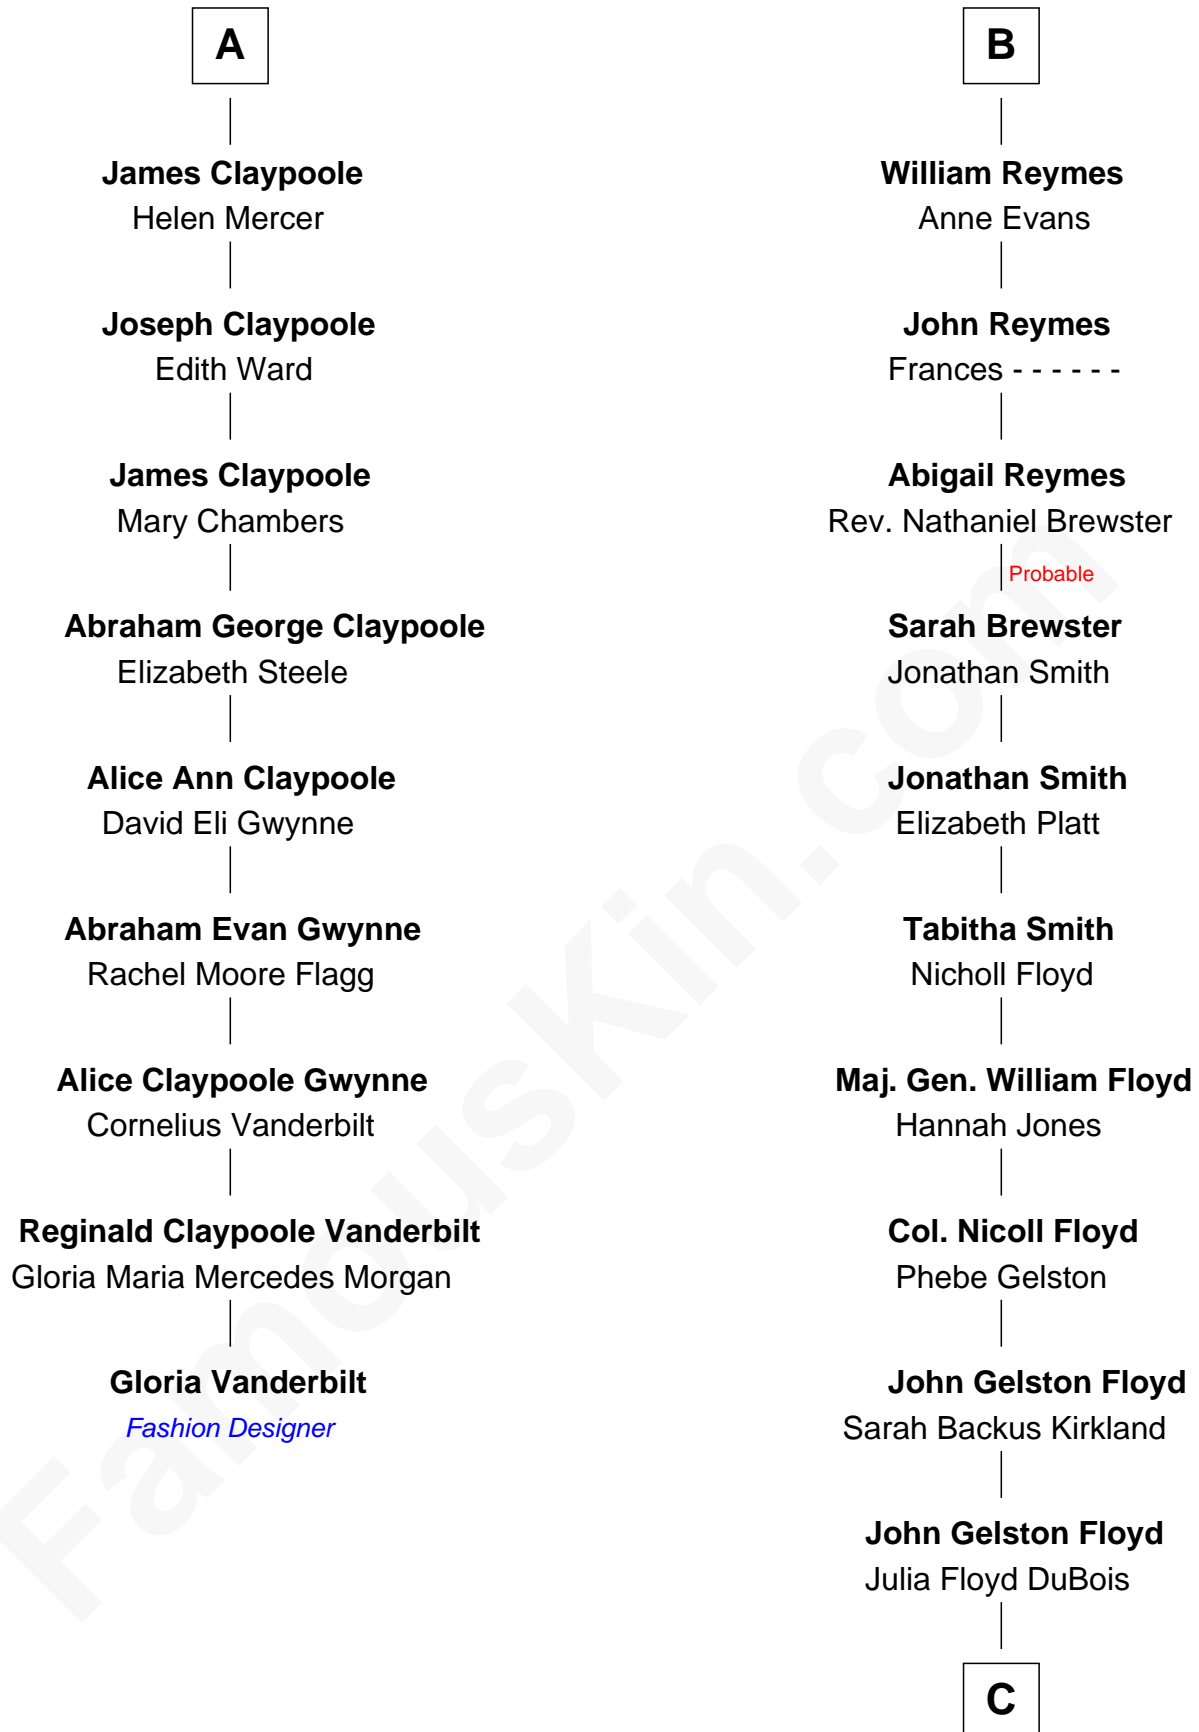 A
James Claypoole
Helen Mercer
Joseph Claypoole
Edith Ward
James Claypoole
Mary Chambers
Abraham George Claypoole
Elizabeth Steele
Alice Ann Claypoole
David Eli Gwynne
Abraham Evan Gwynne
Rachel Moore Flagg
Alice Claypoole Gwynne
Cornelius Vanderbilt
Reginald Claypoole Vanderbilt
Gloria Maria Mercedes Morgan
Gloria Vanderbilt
Fashion Designer
B
William Reymes
Anne Evans
John Reymes
Frances - - - - - -
Abigail Reymes
Rev. Nathaniel Brewster
Probable
Sarah Brewster
Jonathan Smith
Jonathan Smith
Elizabeth Platt
Tabitha Smith
Nicholl Floyd
Maj. Gen. William Floyd
Hannah Jones
Col. Nicoll Floyd
Phebe Gelston
John Gelston Floyd
Sarah Backus Kirkland
John Gelston Floyd
Julia Floyd DuBois
C
FamousKin.com